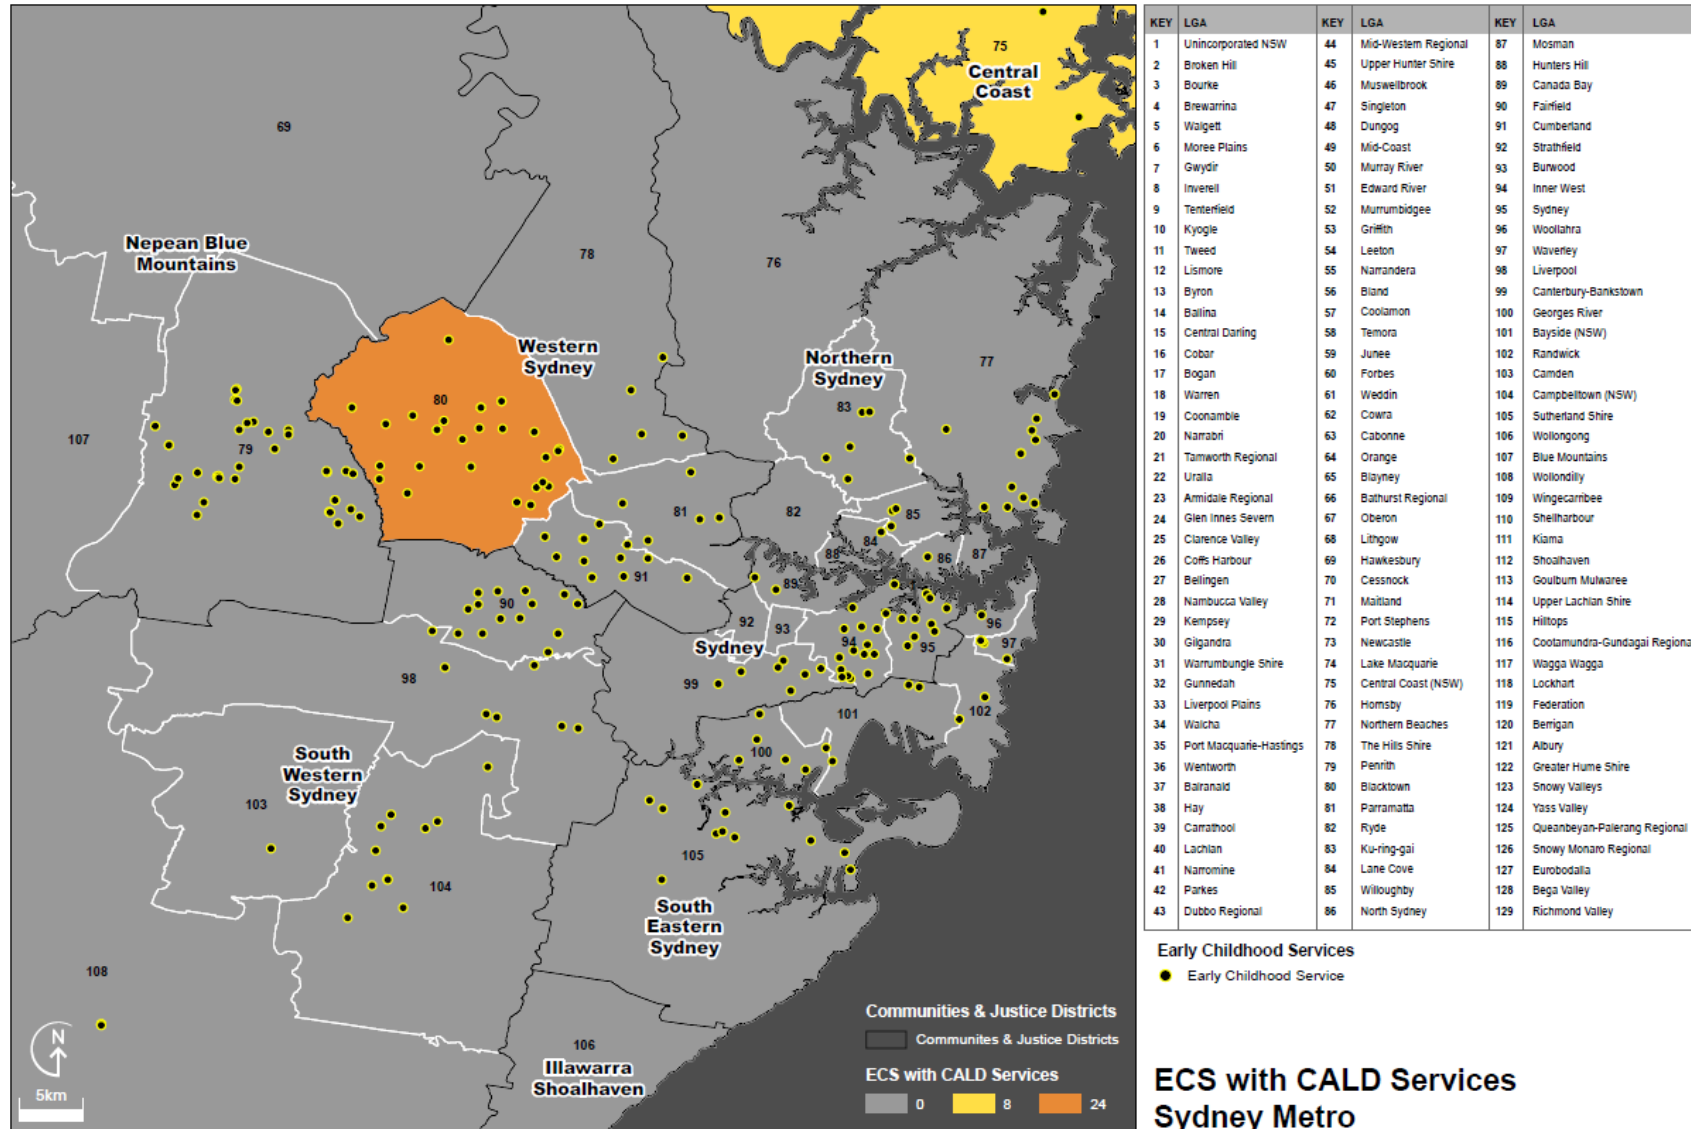 75
Central
Coast
69
Nepean Blue
Mountains
78
76
Western
Sydney
Northern
Sydney
77
80
83
107
79
81
82
85
84
88
86
87
91
89
90
92
93
96
Sydney
94
95
97
98
99
101
102
100
South
Western
Sydney
103
105
104
South
Eastern
Sydney
108
106
Illawarra
Shoalhaven
N
5km
Communities & Justice Districts
Communites & Justice Districts
ECS with CALD Services
0 8 24
KEY LGA KEY LGA KEY LGA
1 Unincorporated NSW 44 Mid-Western Regional 87 Mosman
2 Broken Hill 45 Upper Hunter Shire 88 Hunters Hill
3 Bourke 46 Muswellbrook 89 Canada Bay
4 Brewarrina 47 Singleton 90 Fairfield
5 Walgett 48 Dungog 91 Cumberland
6 Moree Plains 49 Mid-Coast 92 Strathfield
7 Gwydir 50 Murray River 93 Burwood
8 Inverell 51 Edward River 94 Inner West
9 Tenterfield 52 Murrumbidgee 95 Sydney
10 Kyogle 53 Griffith 96 Woollahra
11 Tweed 54 Leeton 97 Waverley
12 Lismore 55 Narrandera 98 Liverpool
13 Byron 56 Bland 99 Canterbury-Bankstown
14 Ballina 57 Coolamon 100 Georges River
15 Central Darling 58 Temora 101 Bayside (NSW)
16 Cobar 59 Junee 102 Randwick
17 Bogan 60 Forbes 103 Camden
18 Warren 61 Weddin 104 Campbelltown (NSW)
19 Coonamble 62 Cowra 105 Sutherland Shire
20 Narrabri 63 Cabonne 106 Wollongong
21 Tamworth Regional 64 Orange 107 Blue Mountains
22 Uralla 65 Blayney 108 Wollondilly
23 Armidale Regional 66 Bathurst Regional 109 Wingecarribee
24 Glen Innes Severn 67 Oberon 110 Shellharbour
25 Clarence Valley 68 Lithgow 111 Kiama
26 Coffs Harbour 69 Hawkesbury 112 Shoalhaven
27 Bellingen 70 Cessnock 113 Goulburn Mulwaree
28 Nambucca Valley 71 Maitland 114 Upper Lachlan Shire
29 Kempsey 72 Port Stephens 115 Hilltops
30 Gilgandra 73 Newcastle 116 Cootamundra-Gundagai Regiona
31 Warrumbungle Shire 74 Lake Macquarie 117 Wagga Wagga
32 Gunnedah 75 Central Coast (NSW) 118 Lockhart
33 Liverpool Plains 76 Hornsby 119 Federation
34 Walcha 77 Northern Beaches 120 Berrigan
35 Port Macquarie-Hastings 78 The Hills Shire 121 Albury
36 Wentworth 79 Penrith 122 Greater Hume Shire
37 Balranald 80 Blacktown 123 Snowy Valleys
38 Hay 81 Parramatta 124 Yass Valley
39 Carrathool 82 Ryde 125 Queanbeyan-Palerang Regional
40 Lachlan 83 Ku-ring-gai 126 Snowy Monaro Regional
41 Narromine 84 Lane Cove 127 Eurobodalla
42 Parkes 85 Willoughby 128 Bega Valley
43 Dubbo Regional 86 North Sydney 129 Richmond Valley
Early Childhood Services
Early Childhood Service
ECS with CALD Services
Sydney Metro